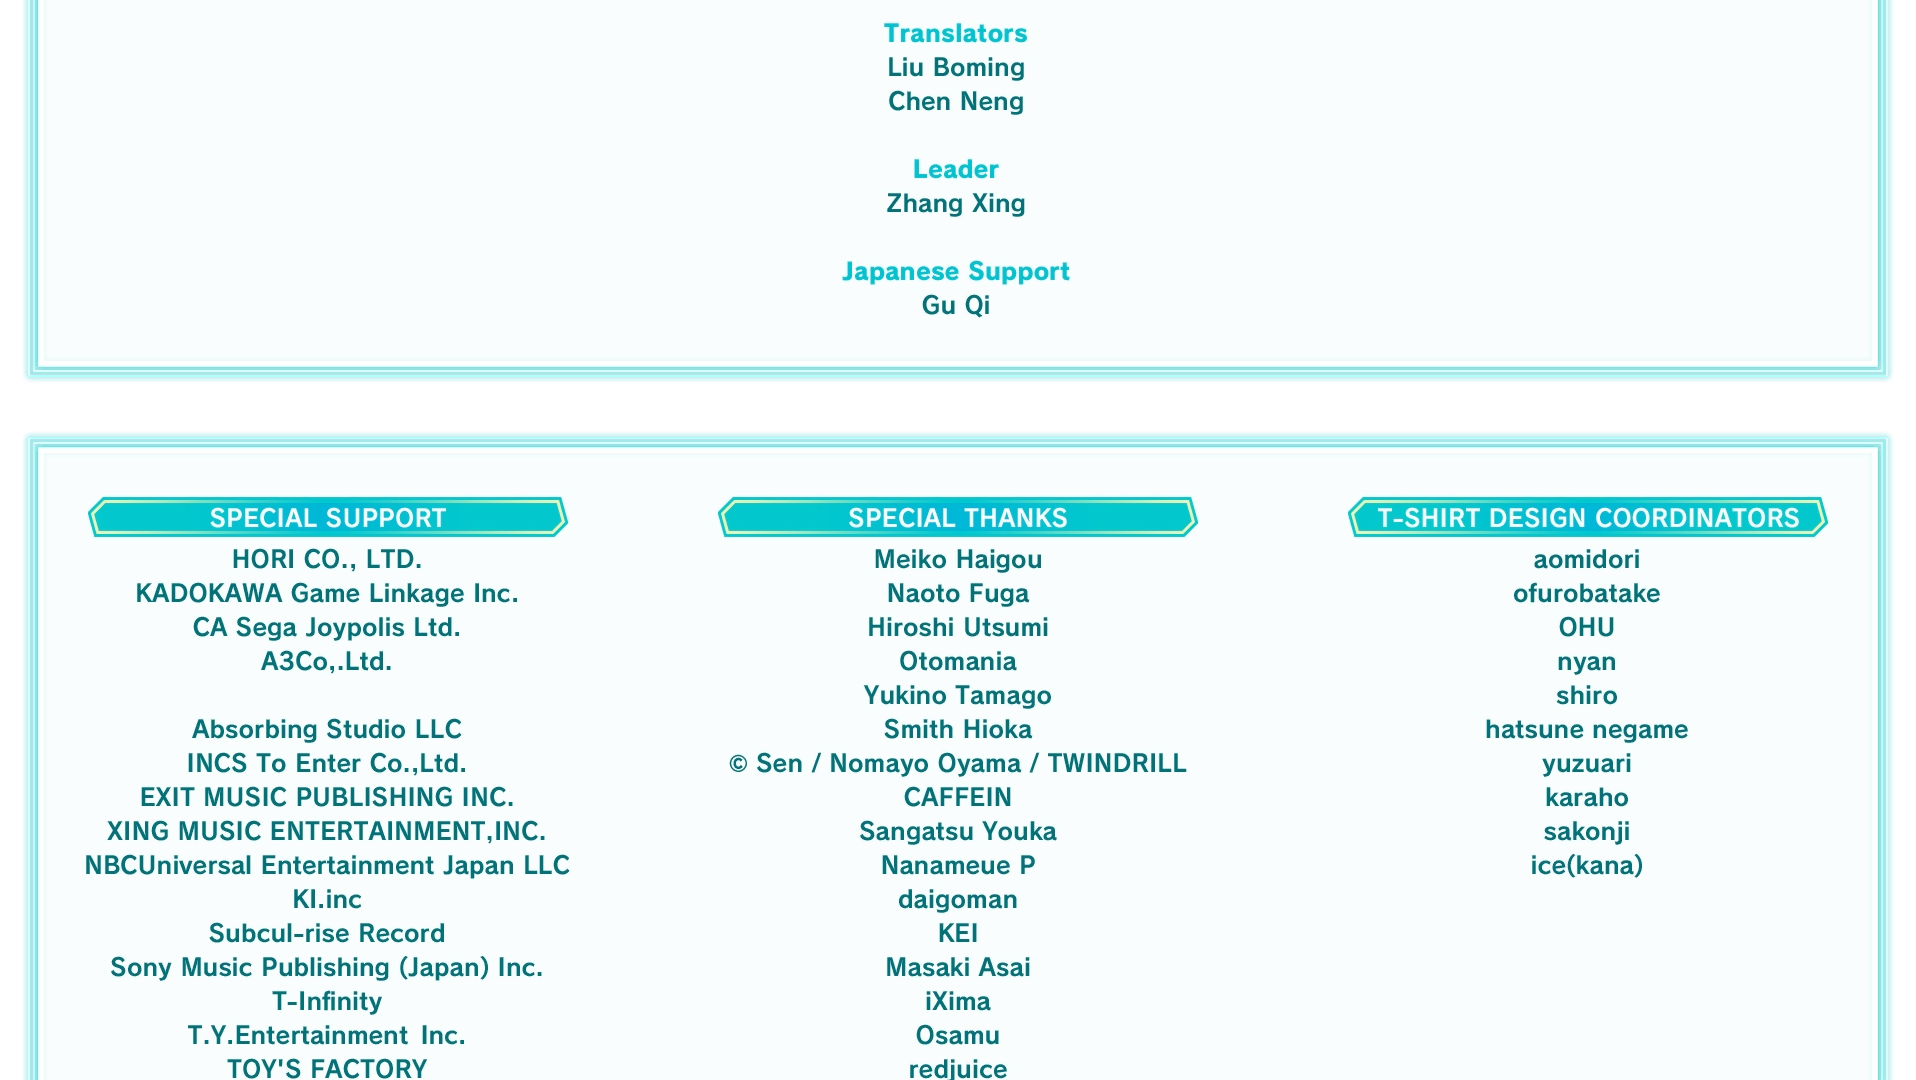 Translators
Liu Boming
Chen Neng
Leader
Zhang Xing
Japanese Support
Gu Qi
SPECIAL SUPPORT
HORI CO., LTD.
KADOKAWA Game Linkage Inc.
CA Sega Joypolis Ltd.
A3Co,.Ltd.
Absorbing Studio LLC
INCS To Enter Co.,Ltd.
EXIT MUSIC PUBLISHING INC.
XING MUSIC ENTERTAINMENT,INC.
NBCUniversal Entertainment Japan LLC
KI.inc
Subcul-rise Record
Sony Music Publishing (Japan) Inc.
T-Infinity
T.Y.Entertainment Inc.
TOY'S FACTORY
SPECIAL THANKS
Meiko Haigou
Naoto Fuga
Hiroshi Utsumi
Otomania
Yukino Tamago
Smith Hioka
© Sen / Nomayo Oyama / TWINDRILL
CAFFEIN
Sangatsu Youka
Nanameue P
daigoman
KEI
Masaki Asai
iXima
Osamu
redjuice
T-SHIRT DESIGN COORDINATORS
aomidori
ofurobatake
OHU
nyan
shiro
hatsune negame
yuzuari
karaho
sakonji
ice(kana)